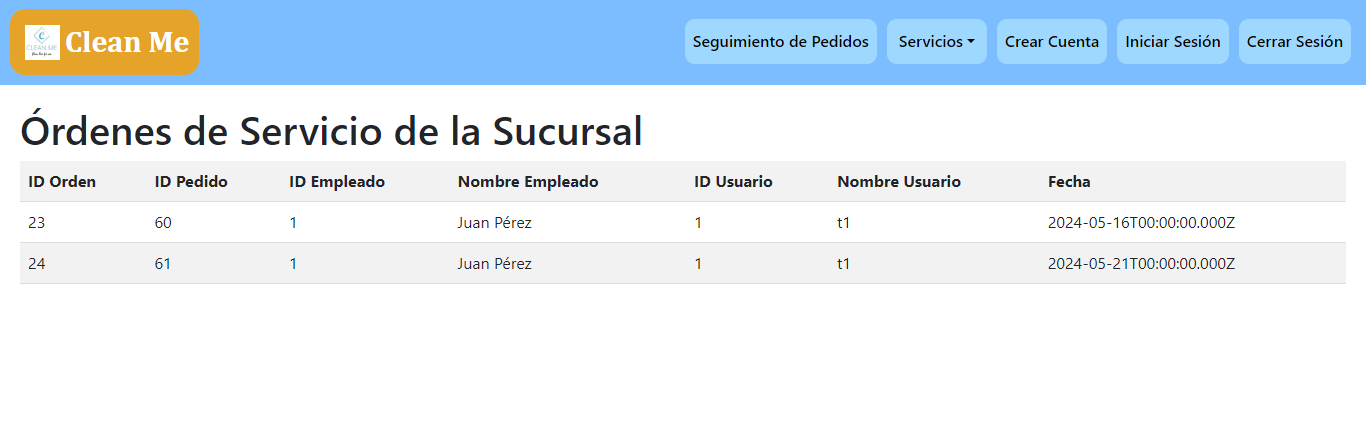 CLEAN ME
Clean Me
Seguimiento de Pedidos Servicios Crear Cuenta Iniciar Sesión Cerrar Sesión
Órdenes de Servicio de la Sucursal
ID Orden ID Pedido ID Empleado Nombre Empleado ID Usuario Nombre Usuario Fecha
23 60 1 Juan Pérez 1 t1 2024-05-16T00:00:00.000Z
24 61 1 Juan Pérez 1 t1 2024-05-21T00:00:00.000Z